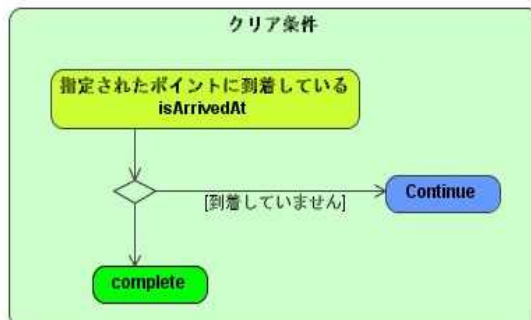 クリア条件
指定されたポイントに到着している
isArrivedAt
[到着していません]
Continue
complete